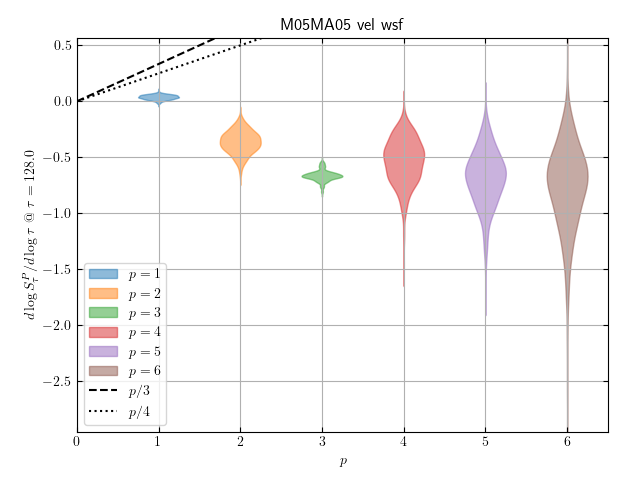 M05MA05 vel wsf
0.5
0.0
−0.5
−1.0
−1.5
−2.0
−2.5
d log S_τ^P / d log τ @ τ = 128.0
p = 1
p = 2
p = 3
p = 4
p = 5
p = 6
p/3
p/4
0 1 2 3 4 5 6
p